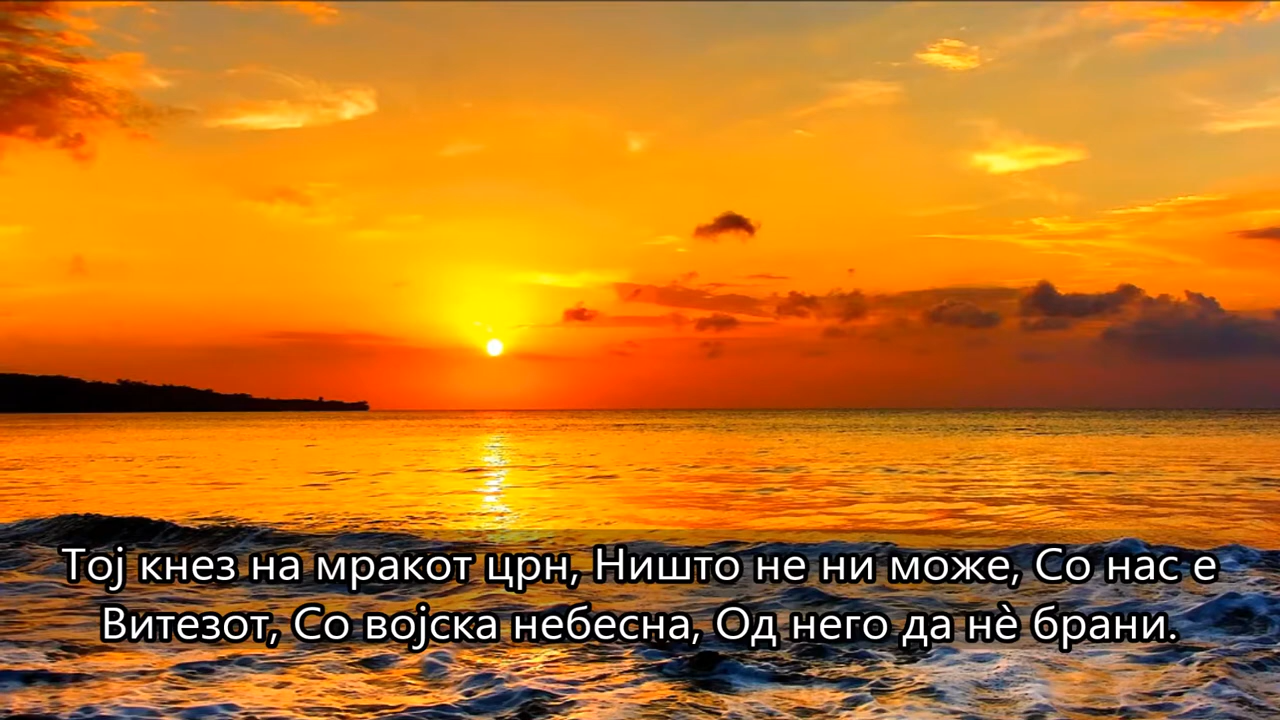 Тој кнез на мракот црн, Ништо не ни може, Со нас е
Витезот, Со војска небесна, Од него да нѐ брани.